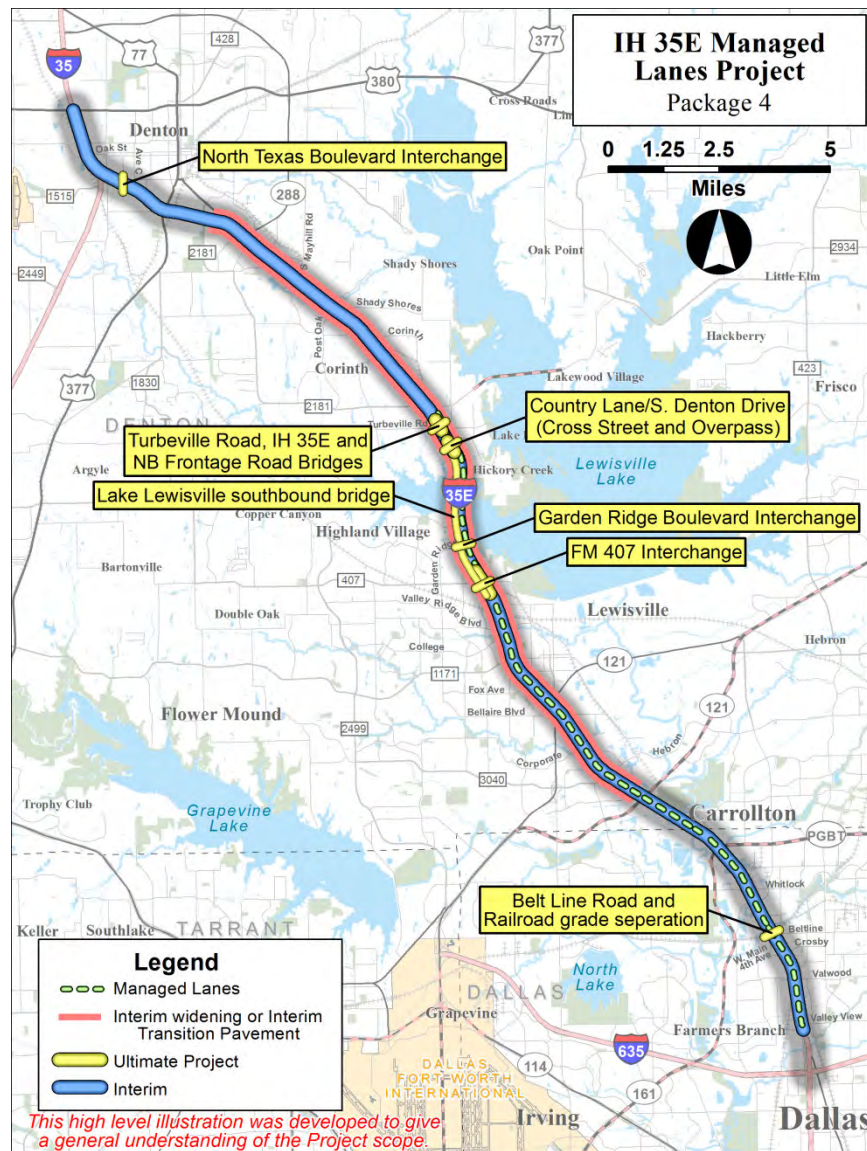 IH 35E Managed
Lanes Project
Package 4
0 1.25 2.5 5
Miles
35
77
428
377
380
Cross Roads
Denton
Oak St
Ave C
North Texas Boulevard Interchange
1515
288
2181
S Mayhill Rd
Oak Point
2934
2449
Shady Shores
Little Elm
Shady Shores
Post Oak
Corinth
Hackberry
Corinth
423
377
1830
Lakewood Village
Frisco
2181
DENTON
Turbeville Rd
Country Lane/S. Denton Drive
(Cross Street and Overpass)
Turbeville Road, IH 35E and
NB Frontage Road Bridges
Argyle
Lake
Hickory Creek
Lewisville
Lake
Lake Lewisville southbound bridge
35E
Copper Canyon
Highland Village
Garden Ridge Boulevard Interchange
Bartonville
Garden Ridge
FM 407 Interchange
407
Valley Ridge Blvd
Lewisville
Double Oak
Hebron
College
121
1171
Fox Ave
121
Flower Mound
Bellaire Blvd
2499
Hebron
Corporate
3040
Trophy Club
Grapevine
Lake
Carrollton
PGBT
Whitlock
Belt Line Road and
Railroad grade seperation
Beltline
Crosby
Keller
Southlake
TARRANT
W. Main
4th Ave
Valwood
North
Lake
DALLAS
Valley View
Grapevine
Farmers Branch
635
DALLAS
FORT WORTH
INTERNATIONAL
114
161
Irving
Dallas
Legend
Managed Lanes
Interim widening or Interim
Transition Pavement
Ultimate Project
Interim
This high level illustration was developed to give
a general understanding of the Project scope.